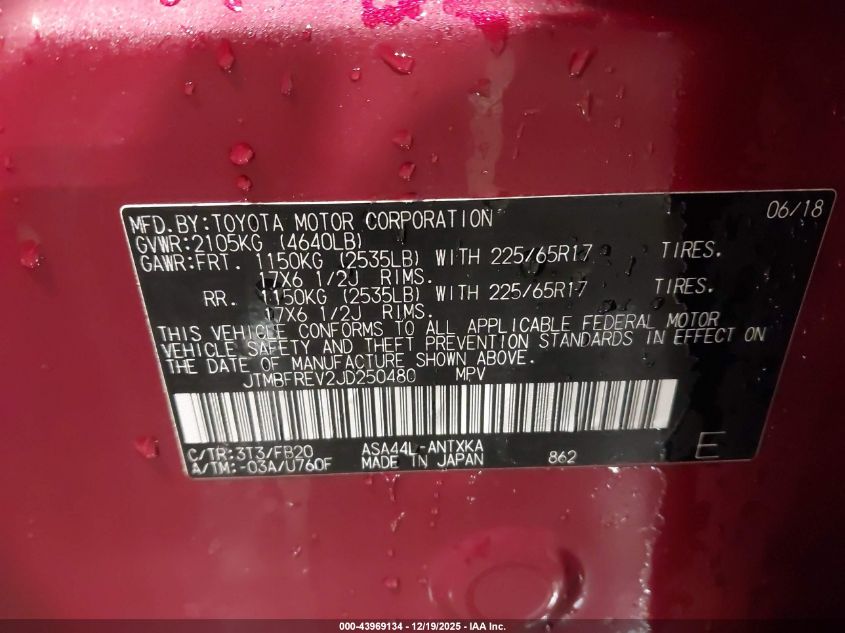 MFD.BY:TOYOTA MOTOR CORPORATION 06/18
GVWR:2105KG (4640LB)
GAWR:FRT. 1150KG (2535LB) WITH 225/65R17 TIRES.
17X6 1/2J RIMS.
RR. 1150KG (2535LB) WITH 225/65R17 TIRES.
17X6 1/2J RIMS.
THIS VEHICLE CONFORMS TO ALL APPLICABLE FEDERAL MOTOR
VEHICLE SAFETY AND THEFT PREVENTION STANDARDS IN EFFECT ON
THE DATE OF MANUFACTURE SHOWN ABOVE.
JTMBFREV2JD250480 MPV
C/TR:3T3/FB20 ASA44L-ANTXKA E
A/TM:-03A/U760F MADE IN JAPAN 862
000-43969134 - 12/19/2025 - IAA Inc.